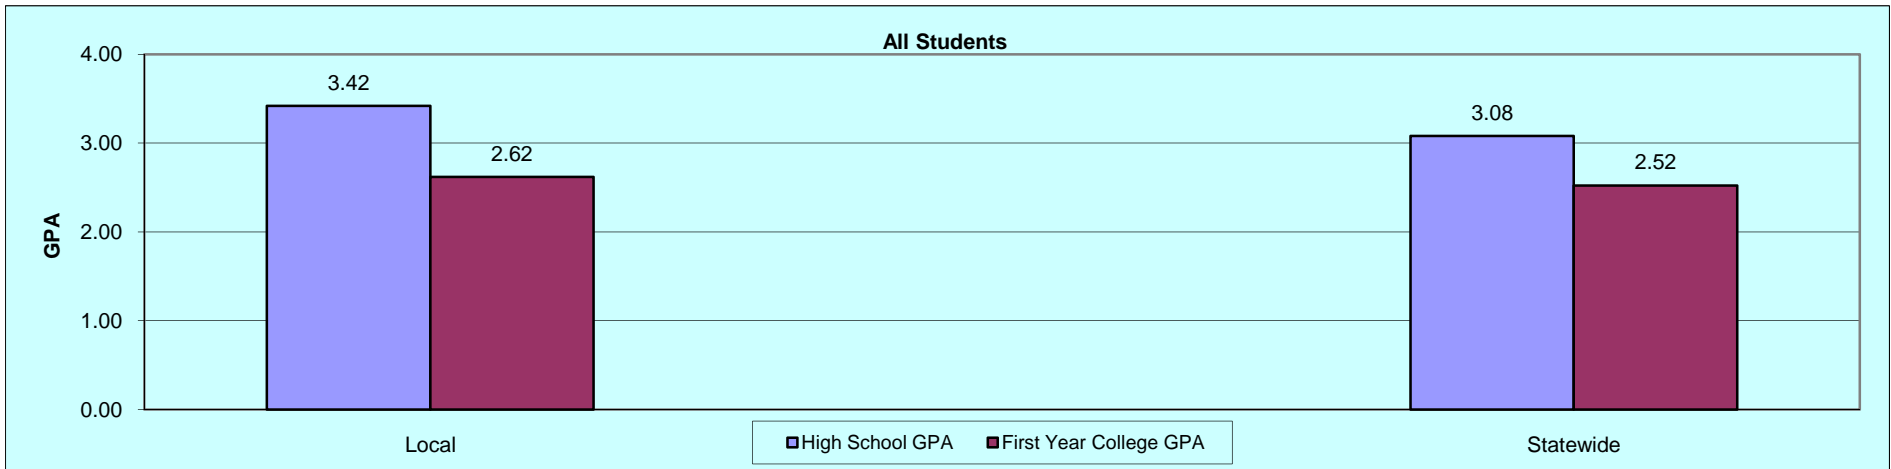 All Students
4.00
3.00
2.00
1.00
0.00
GPA
3.42
2.62
3.08
2.52
Local
Statewide
High School GPA
First Year College GPA